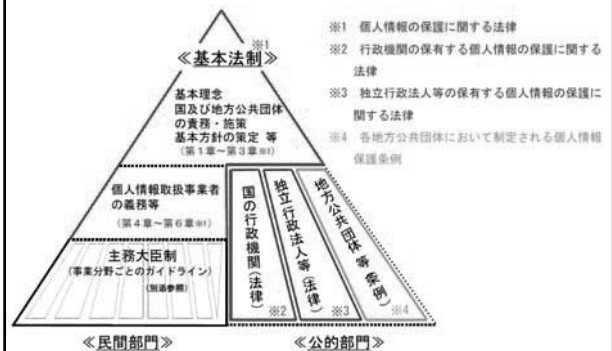 ※1
≪基本法制≫
基本理念
国及び地方公共団体
の責務・施策
基本方針の策定 等
(第1章~第3章※1)
個人情報取扱事業者
の義務等
(第4章~第6章※1)
主務大臣制
(事業分野ごとのガイドライン)
(別添参照)
国の行政機関(法律)
※2
独立行政法人等(法律)
※3
地方公共団体等(条例)
※4
≪民間部門≫
≪公的部門≫
※1 個人情報の保護に関する法律
※2 行政機関の保有する個人情報の保護に関する
法律
※3 独立行政法人等の保有する個人情報の保護に
関する法律
※4 各地方公共団体において制定される個人情報
保護条例